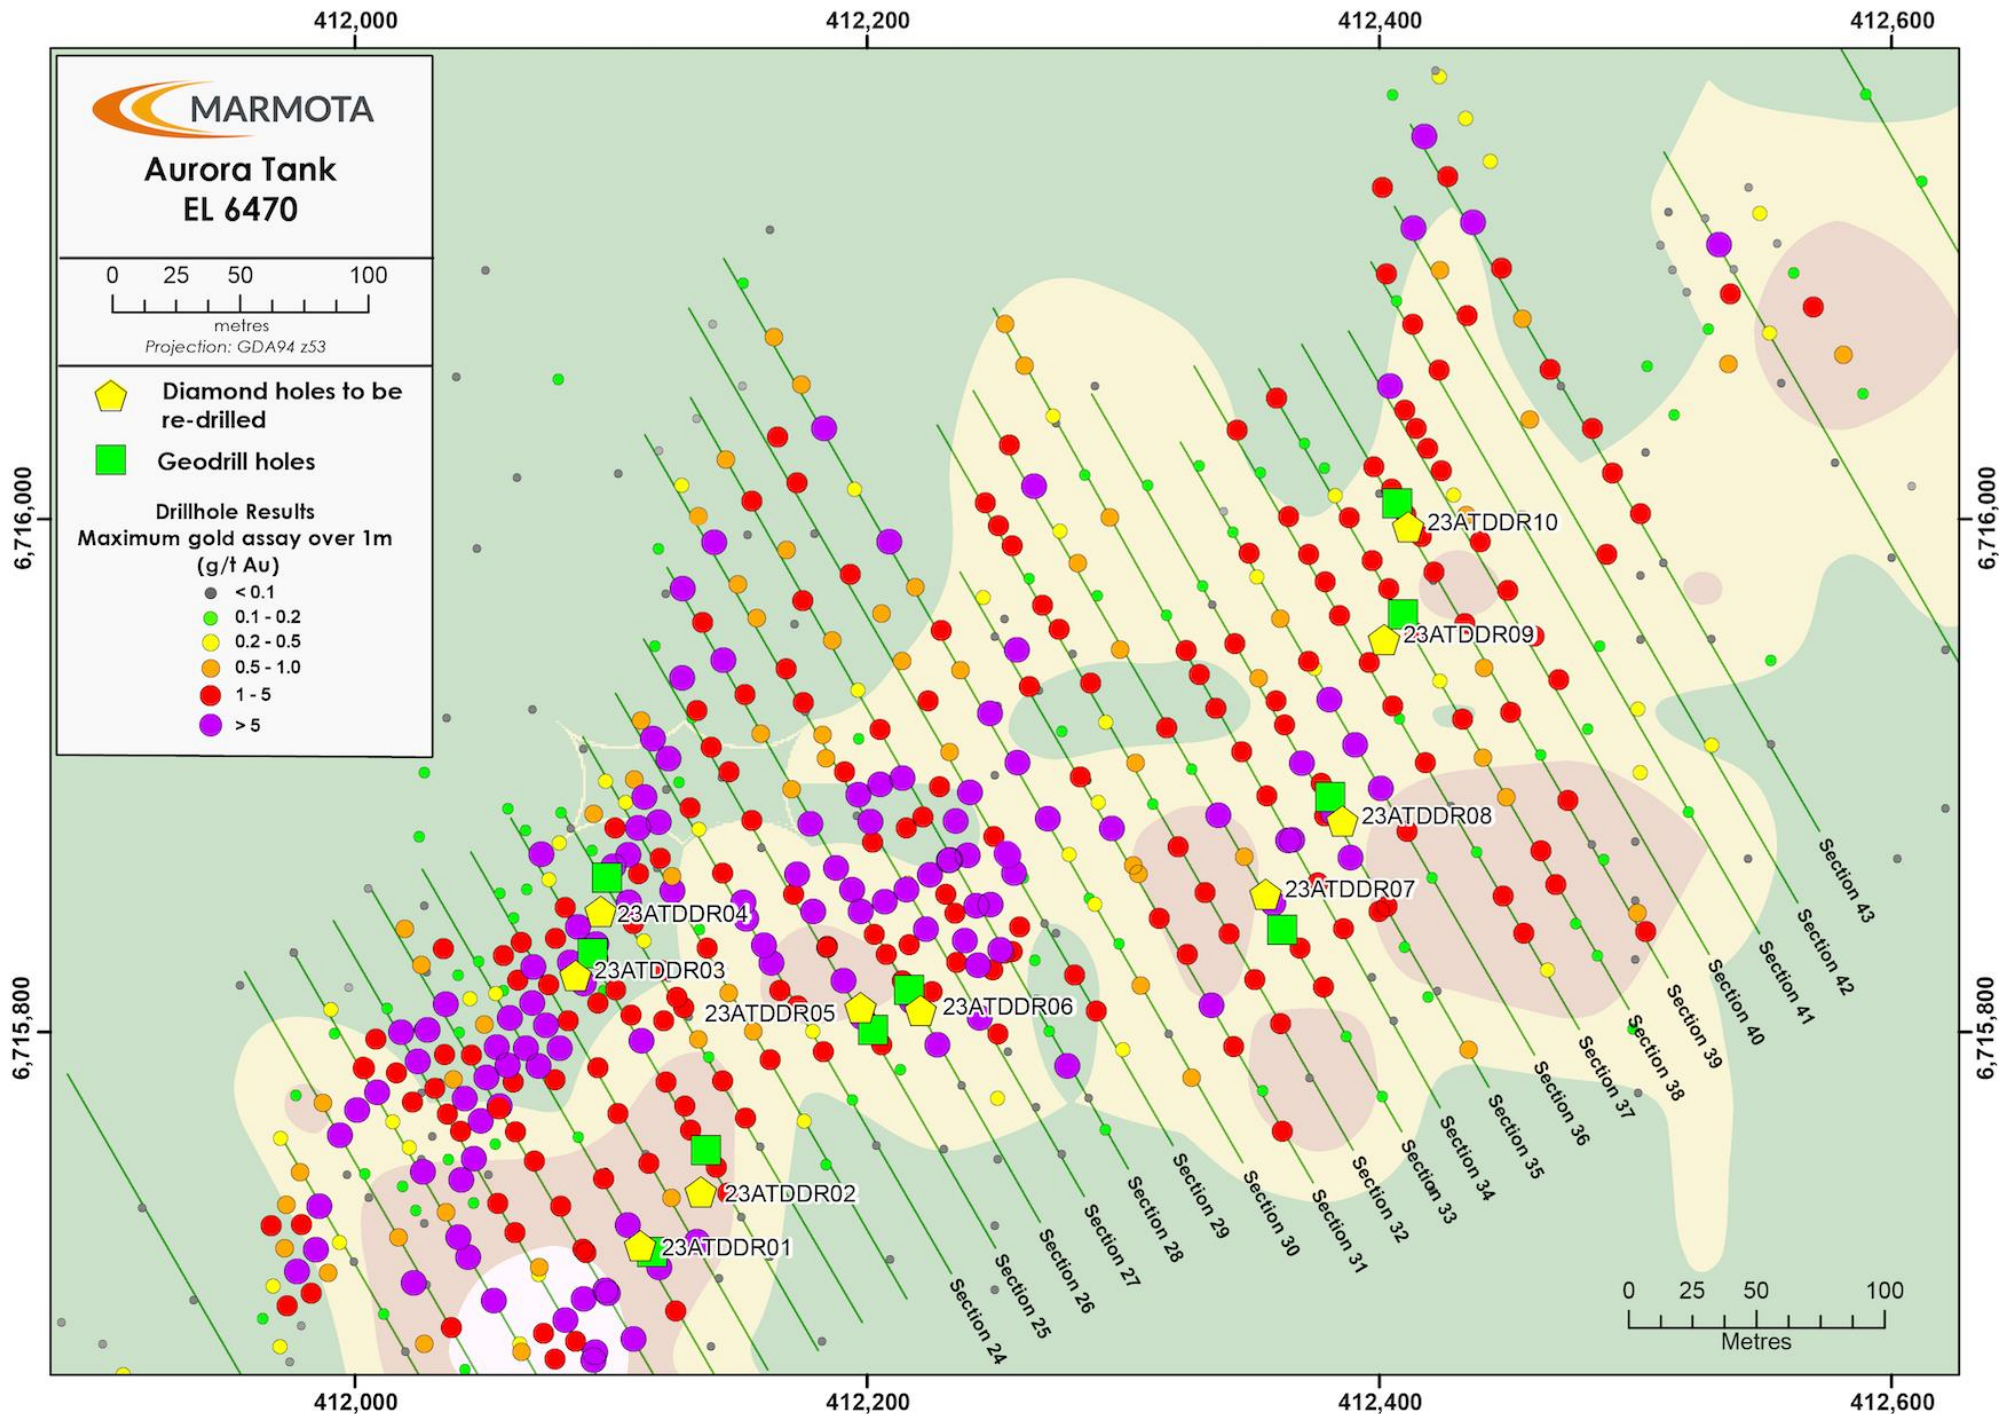 412,000
412,200
412,400
412,600
MARMOTA
Aurora Tank
EL 6470
0 25 50 100
metres
Projection: GDA94 z53
Diamond holes to be
re-drilled
Geodrill holes
Drillhole Results
Maximum gold assay over 1m
(g/t Au)
< 0.1
0.1 - 0.2
0.2 - 0.5
0.5 - 1.0
1 - 5
> 5
6,716,000
6,716,000
6,715,800
6,715,800
23ATDDR10
23ATDDR09
23ATDDR08
23ATDDR07
23ATDDR04
23ATDDR03
23ATDDR05
23ATDDR06
23ATDDR02
23ATDDR01
Section 24
Section 25
Section 26
Section 27
Section 28
Section 29
Section 30
Section 31
Section 32
Section 33
Section 34
Section 35
Section 36
Section 37
Section 38
Section 39
Section 40
Section 41
Section 42
Section 43
0 25 50 100
Metres
412,000
412,200
412,400
412,600